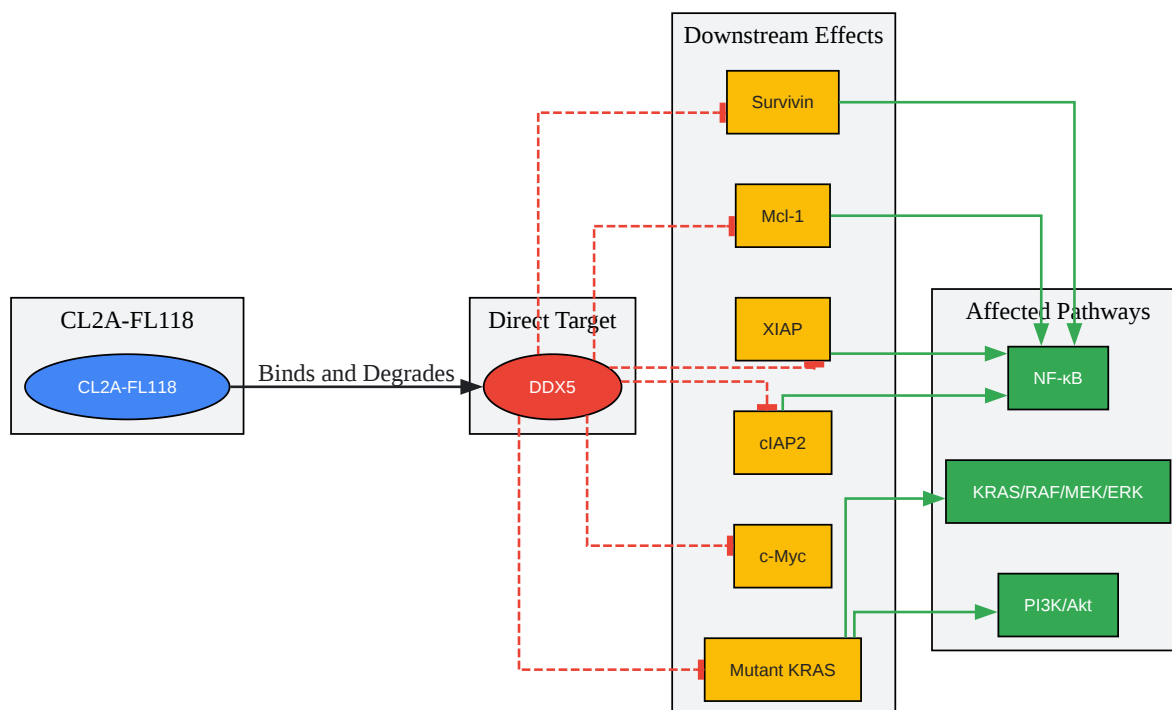 CL2A-FL118
CL2A-FL118
Binds and Degrades
Direct Target
DDX5
Downstream Effects
Survivin
Mcl-1
XIAP
cIAP2
c-Myc
Mutant KRAS
Affected Pathways
NF-κB
KRAS/RAF/MEK/ERK
PI3K/Akt